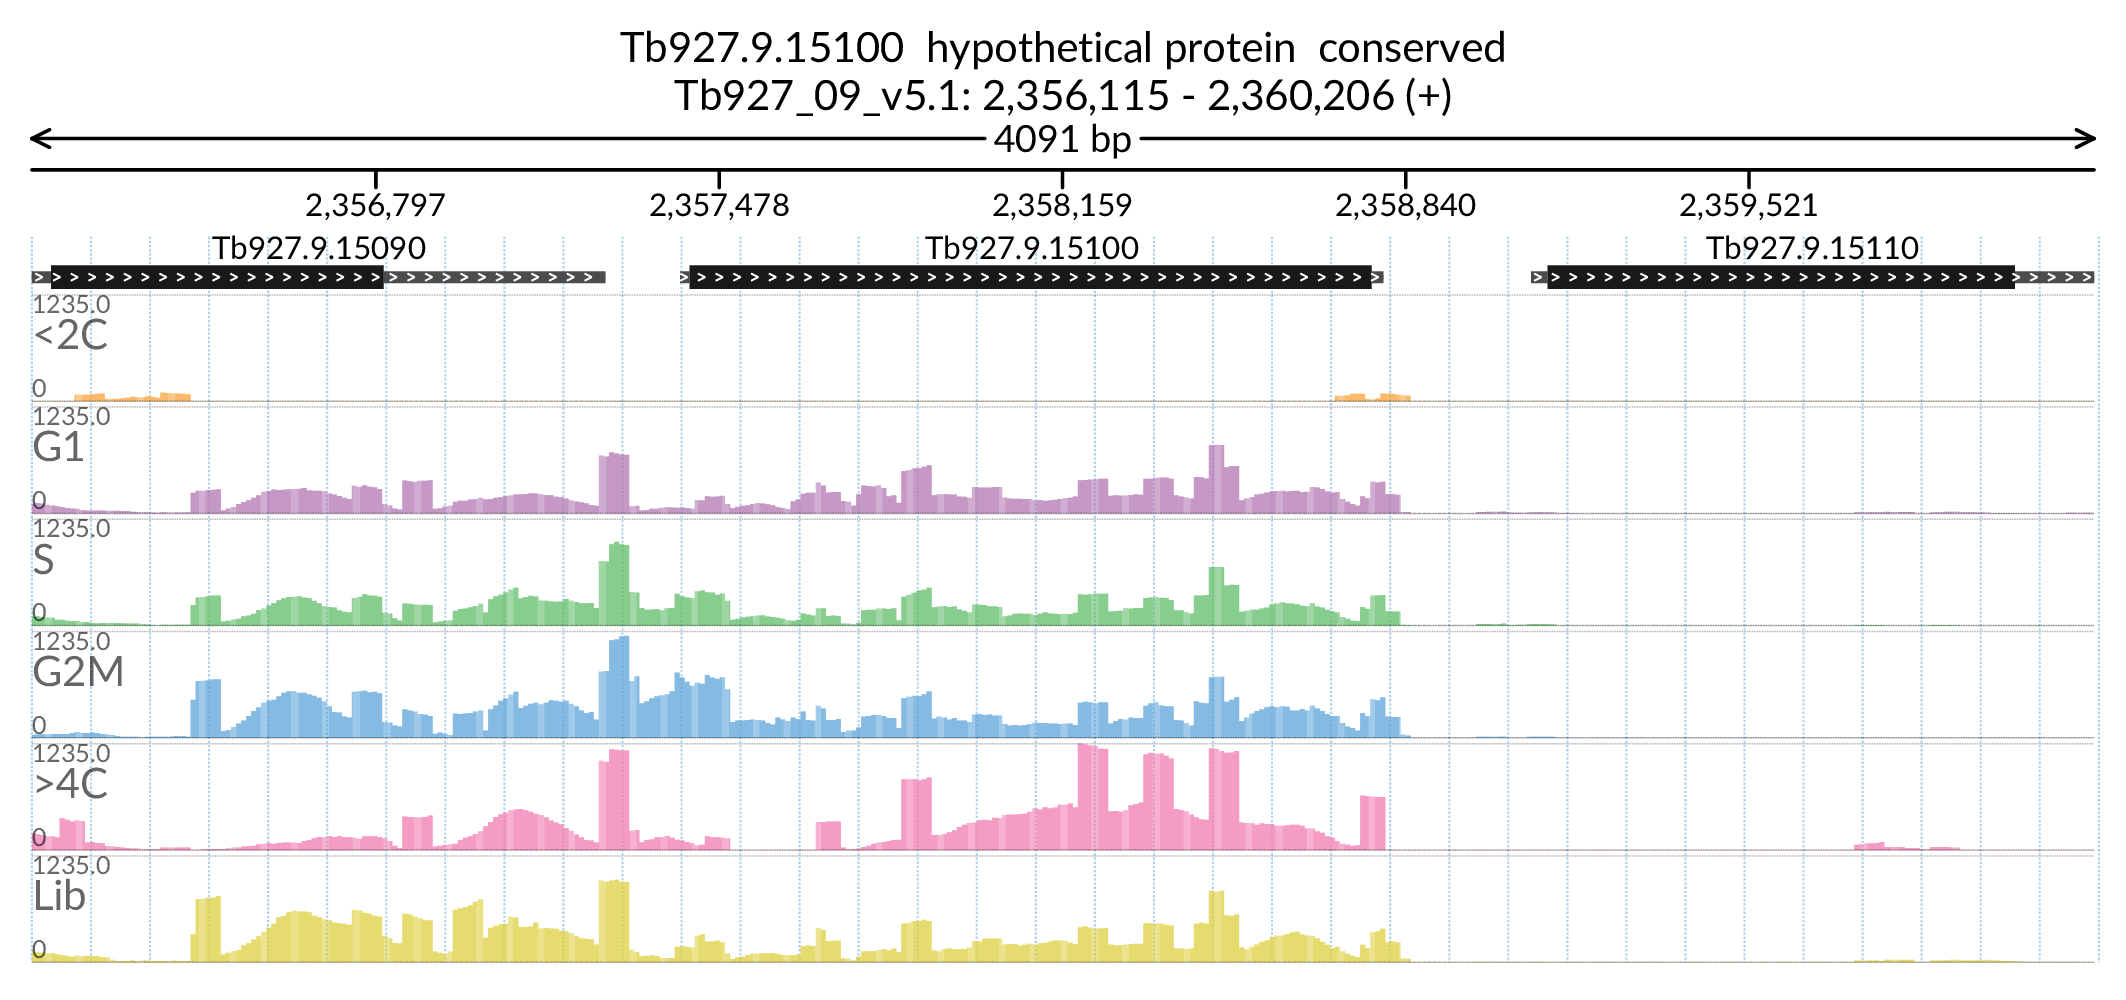 Tb927.9.15100 hypothetical protein conserved
Tb927_09_v5.1: 2,356,115 - 2,360,206 (+)
4091 bp
2,356,797 2,357,478 2,358,159 2,358,840 2,359,521
Tb927.9.15090 Tb927.9.15100 Tb927.9.15110
1235.0
<2C
0
1235.0
G1
0
1235.0
S
0
1235.0
G2M
0
1235.0
>4C
0
1235.0
Lib
0